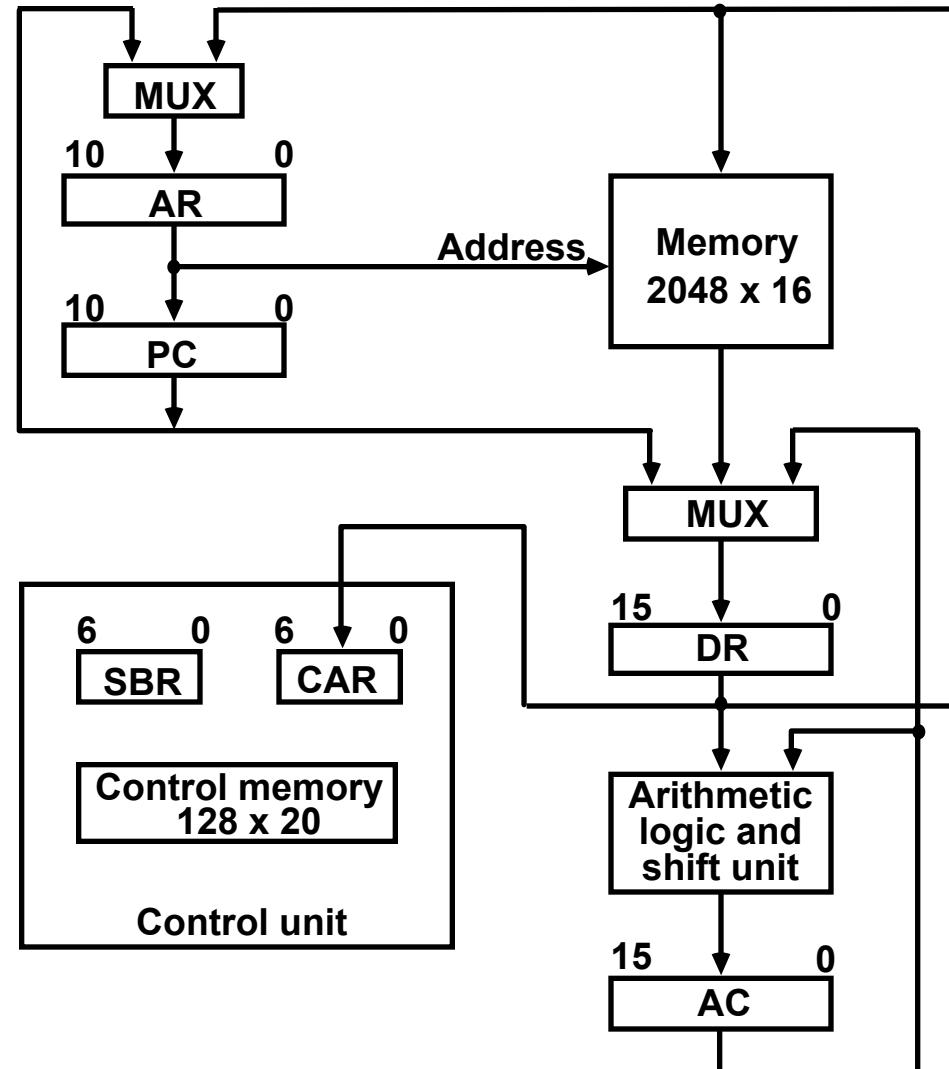 MUX
10 0
AR
Address
Memory
2048 x 16
10 0
PC
MUX
15 0
DR
6 0 6 0
SBR CAR
Control memory
128 x 20
Control unit
Arithmetic
logic and
shift unit
15 0
AC